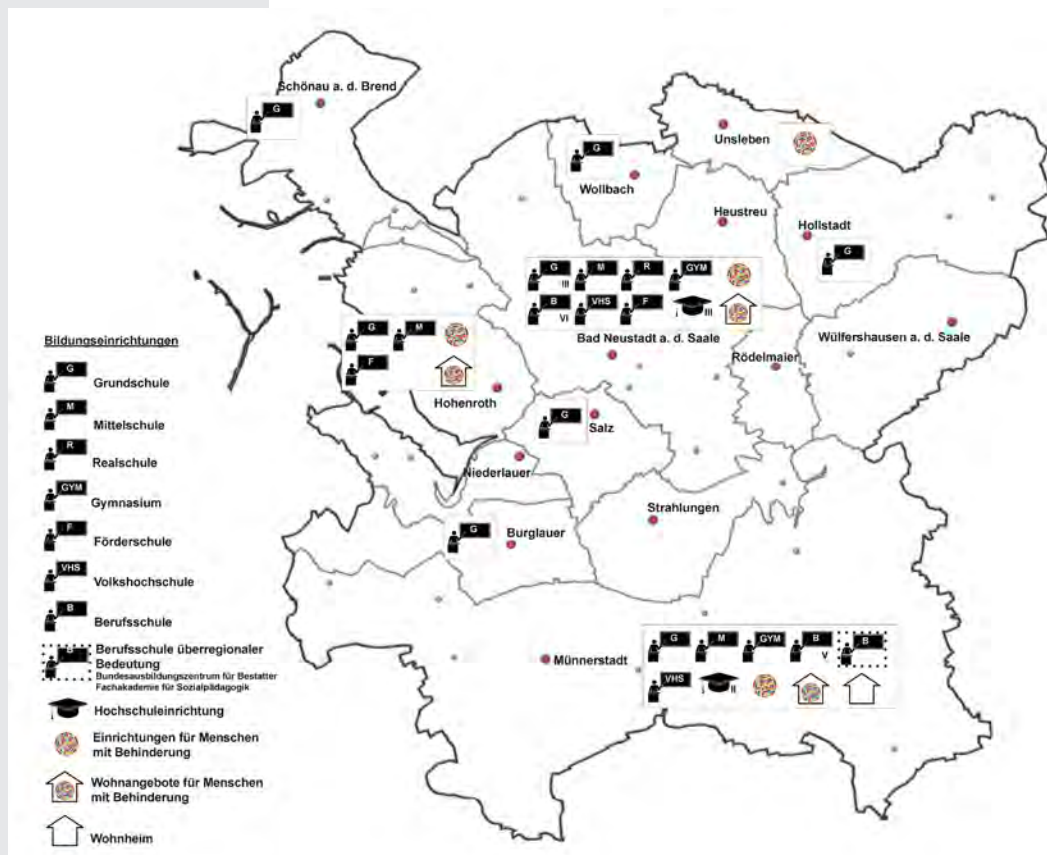 Schönau a. d. Brend
G
Unsleben
G
Wollbach
Heustreu
Hollstadt
G
G
III
M
R
GYM
B
VI
VHS
F
III
Bad Neustadt a. d. Saale
Wülfershausen a. d. Saale
Rödelmaier
G
M
F
Hohenroth
G
Salz
Niederlauer
Strahlungen
G
Burglauer
Münnerstadt
G
M
GYM
B
V
B
VHS
II
Bildungseinrichtungen
G
Grundschule
M
Mittelschule
R
Realschule
GYM
Gymnasium
F
Förderschule
VHS
Volkshochschule
B
Berufsschule
B
Berufsschule überregionaler
Bedeutung
Bundesausbildungszentrum für Bestatter
Fachakademie für Sozialpädagogik
Hochschuleinrichtung
Einrichtungen für Menschen
mit Behinderung
Wohnangebote für Menschen
mit Behinderung
Wohnheim